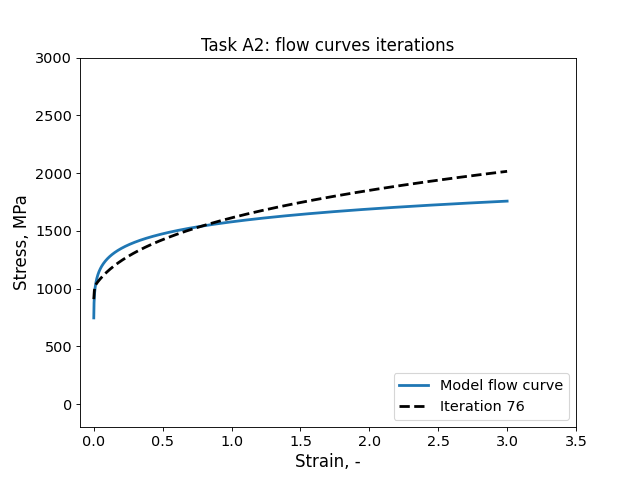 Task A2: flow curves iterations
3000
2500
2000
1500
1000
500
0
Stress, MPa
0.0 0.5 1.0 1.5 2.0 2.5 3.0 3.5
Strain, -
Model flow curve
Iteration 76